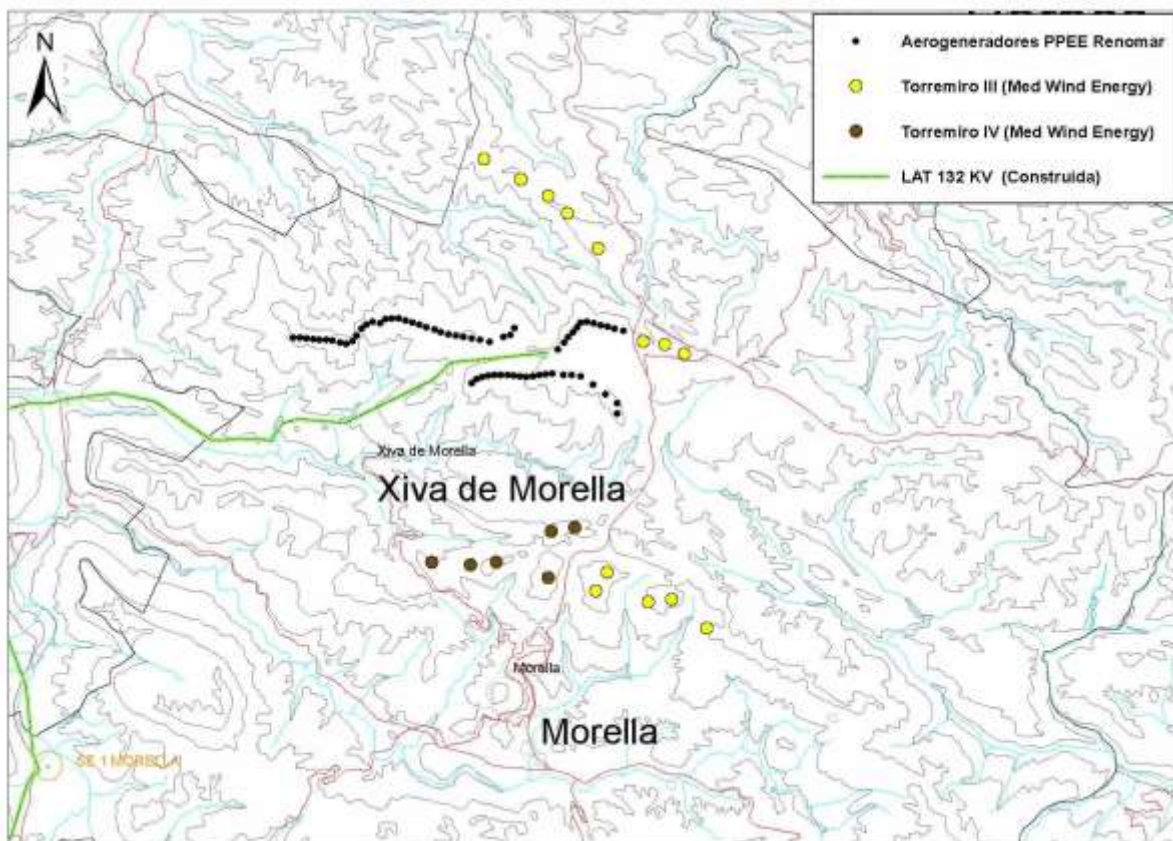 N
Aerogeneradores PPEE Renomar
Torremiro III (Med Wind Energy)
Torremiro IV (Med Wind Energy)
LAT 132 KV (Construida)
Xiva de Morella
Xiva de Morella
Morella
Morella
SE 1 MORELLA